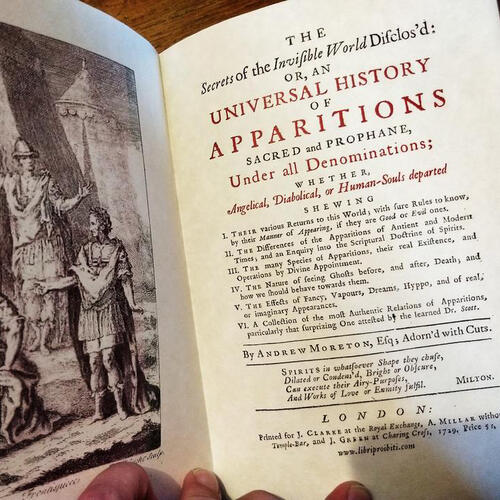 THE
Secrets of the Invisible World Disclos'd:
OR, AN
UNIVERSAL HISTORY
OF
APPARITIONS
SACRED and PROPHANE,
Under all Denominations;
WHETHER,
Angelical, Diabolical, or Human-Souls departed
SHEWING
I. THEIR various Returns to this World; with sure Rules to know,
by their Manner of Appearing, if they are Good or Evil ones.
II. The Differences of the Apparitions of Antient and Modern
Times; and an Enquiry into the Scriptural Doctrine of Spirits.
III. The many Species of Apparitions, their real Existence, and
Operations by Divine Appointment.
IV. The Nature of seeing Ghosts before, and after, Death; and
how we should behave towards them.
V. The Effects of Fancy, Vapours, Dreams, Hyppo, and of real,
or imaginary Appearances.
VI. A Collection of the most Authentic Relations of Apparitions,
particularly that surprizing One attested by the learned Dr. Scott.
By ANDREW MORETON, Esq; Adorn'd with Cuts.
SPIRITS in whatsoever Shape they chuse,
Dilated or Condens'd, Bright or Obscure,
Can execute their Airy-Purposes,
And Works of Love or Enmity fulfil. MILTON.
LONDON:
Printed for J. CLARKE at the Royal Exchange, A. MILLAR withou
Temple-Bar, and J. GREEN at Charing Cross, 1729. Price 5s.
www.libriproibiti.com
Frontispiece